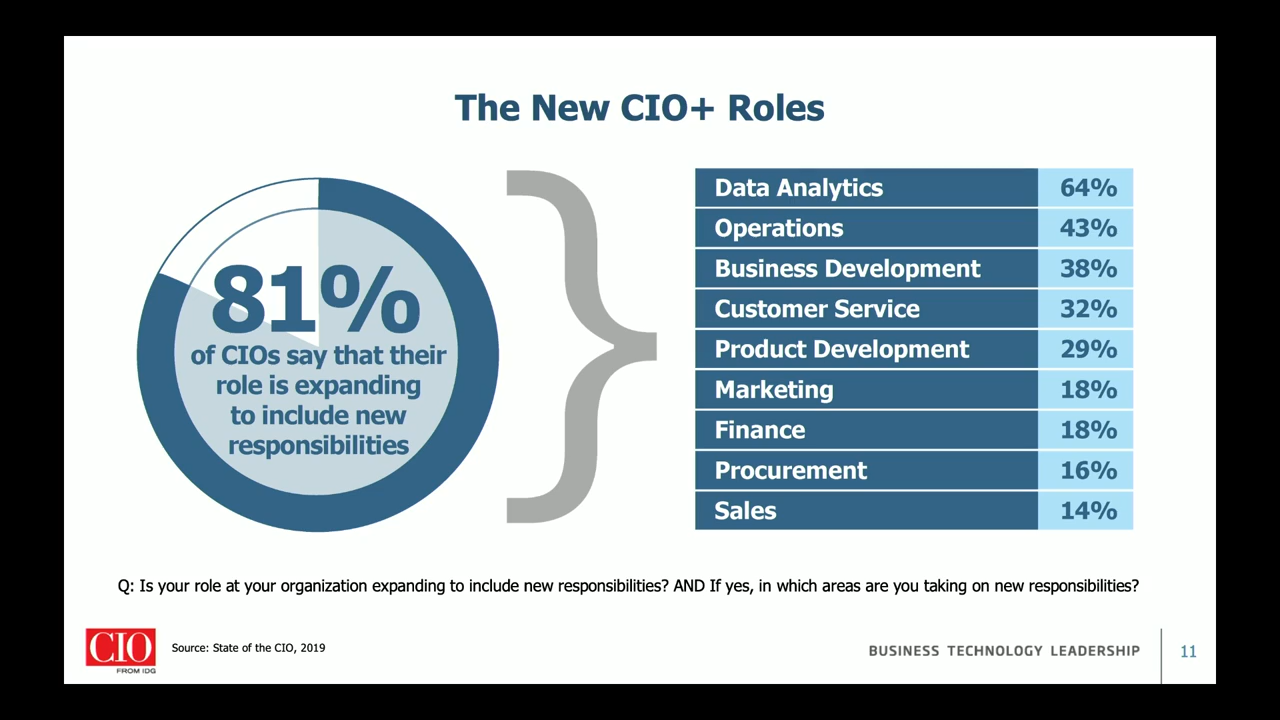 The New CIO+ Roles
81%
of CIOs say that their
role is expanding
to include new
responsibilities
Data Analytics 64%
Operations 43%
Business Development 38%
Customer Service 32%
Product Development 29%
Marketing 18%
Finance 18%
Procurement 16%
Sales 14%
Q: Is your role at your organization expanding to include new responsibilities? AND If yes, in which areas are you taking on new responsibilities?
CIO
FROM IDG
Source: State of the CIO, 2019
BUSINESS TECHNOLOGY LEADERSHIP
11